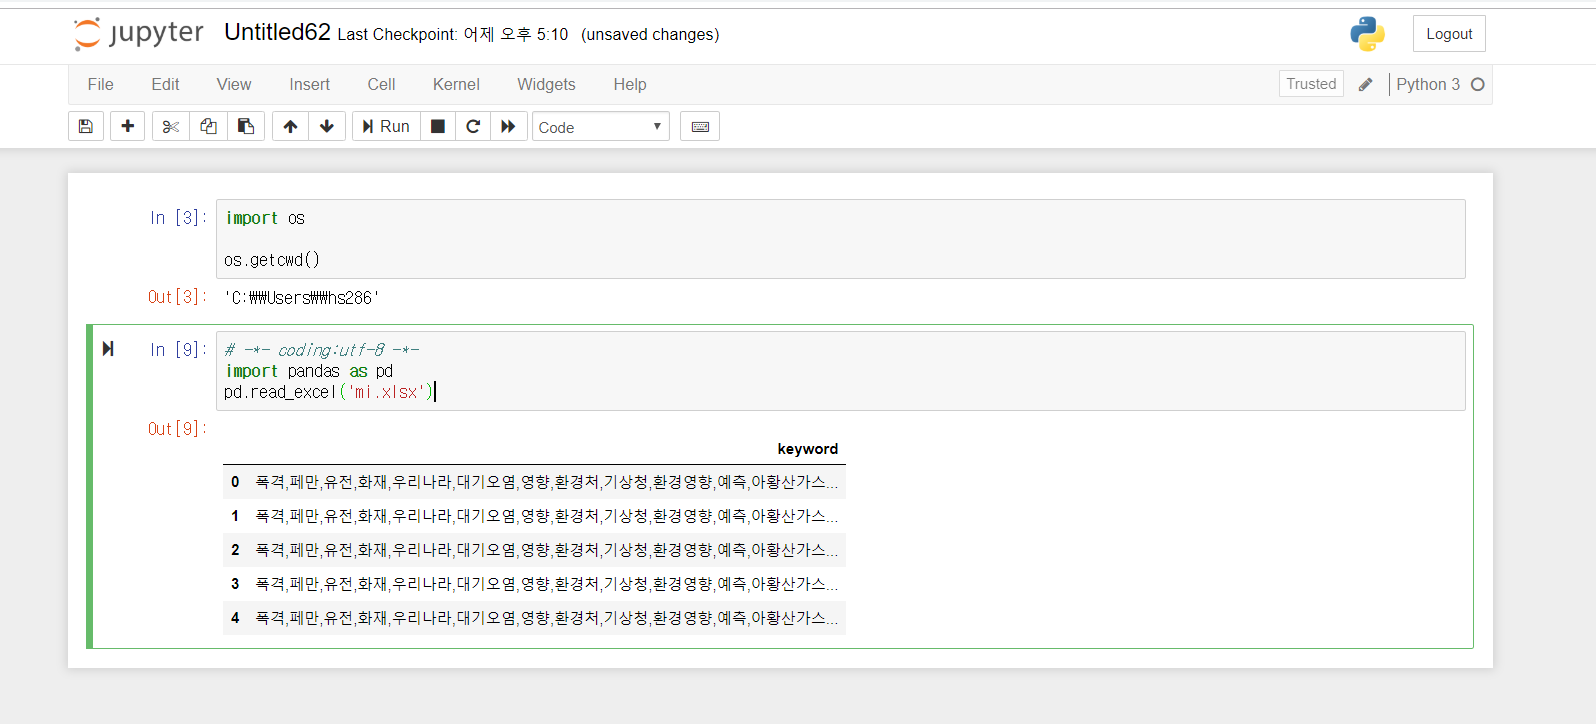 jupyter Untitled62 Last Checkpoint: 어제 오후 5:10 (unsaved changes) Logout
File Edit View Insert Cell Kernel Widgets Help Trusted Python 3
Run Code
In [3]: import os
os.getcwd()
Out[3]: 'C:₩₩Users₩₩hs286'
In [9]: # -*- coding:utf-8 -*-
import pandas as pd
pd.read_excel('mi.xlsx')
Out[9]:
keyword
0 폭격,페만,유전,화재,우리나라,대기오염,영향,환경처,기상청,환경영향,예측,아황산가스...
1 폭격,페만,유전,화재,우리나라,대기오염,영향,환경처,기상청,환경영향,예측,아황산가스...
2 폭격,페만,유전,화재,우리나라,대기오염,영향,환경처,기상청,환경영향,예측,아황산가스...
3 폭격,페만,유전,화재,우리나라,대기오염,영향,환경처,기상청,환경영향,예측,아황산가스...
4 폭격,페만,유전,화재,우리나라,대기오염,영향,환경처,기상청,환경영향,예측,아황산가스...